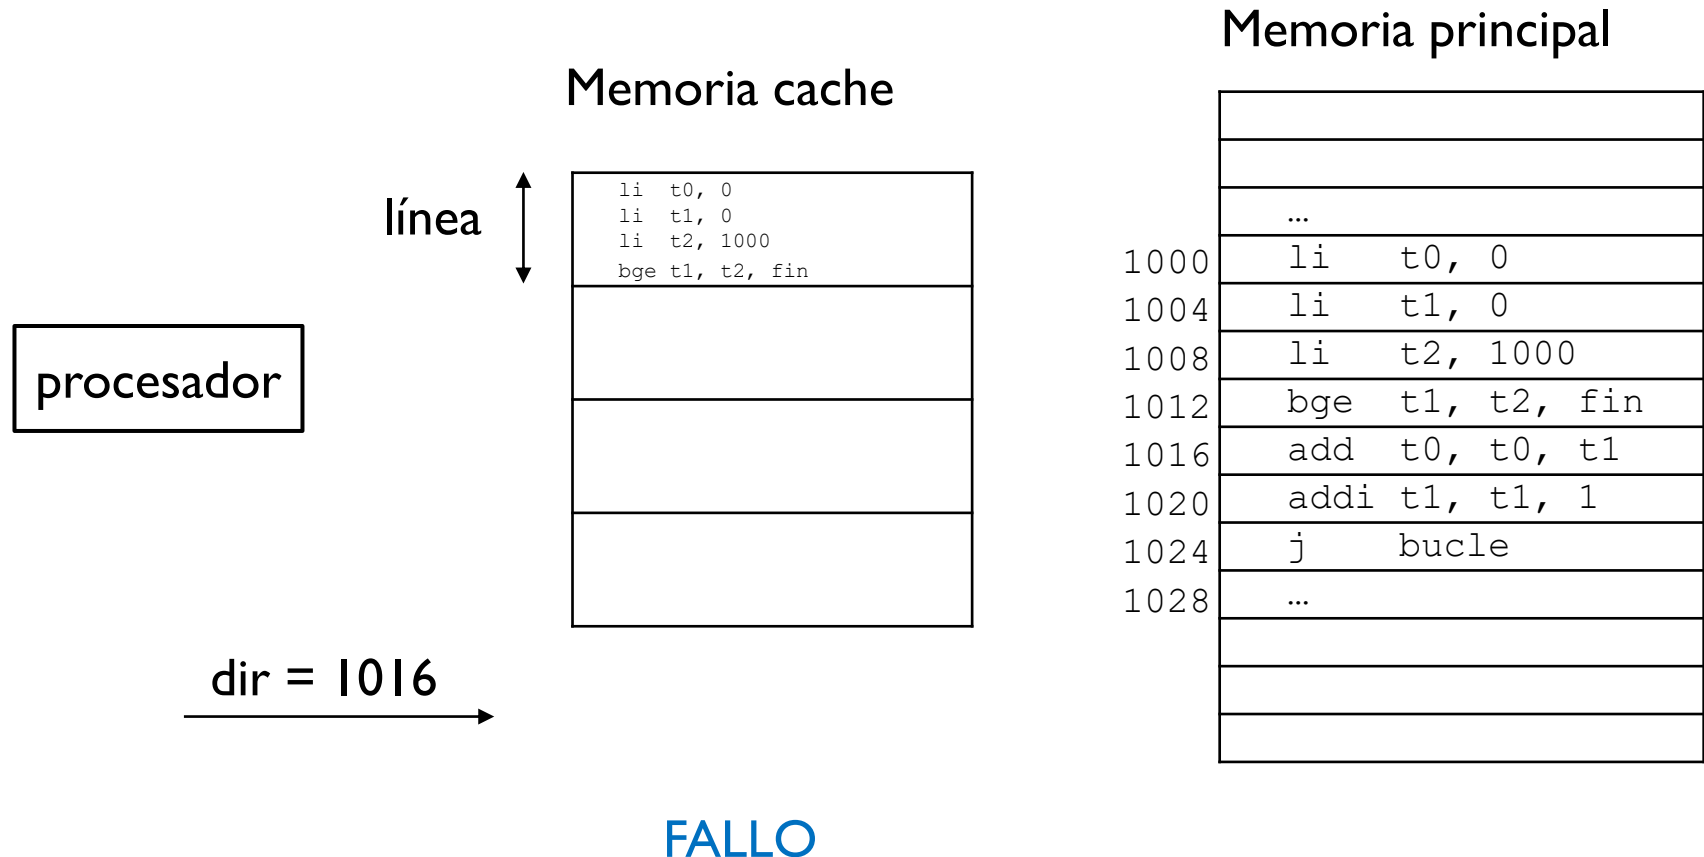 Memoria principal
Memoria cache
línea
li t0, 0
li t1, 0
li t2, 1000
bge t1, t2, fin
procesador
dir = 1016
…
1000 li t0, 0
1004 li t1, 0
1008 li t2, 1000
1012 bge t1, t2, fin
1016 add t0, t0, t1
1020 addi t1, t1, 1
1024 j bucle
1028 …
FALLO